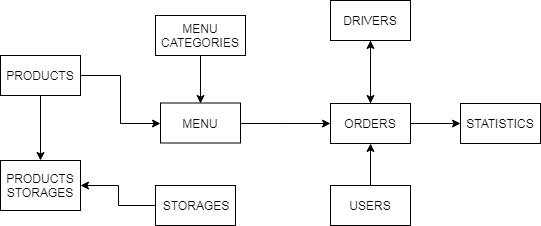 DRIVERS
MENU
CATEGORIES
PRODUCTS
MENU
ORDERS
STATISTICS
PRODUCTS
STORAGES
STORAGES
USERS